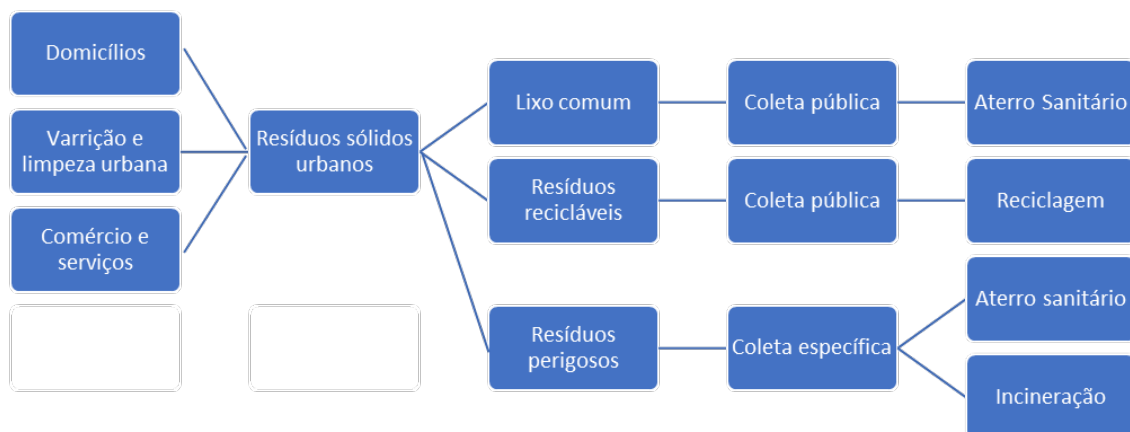 Domicílios
Varrição e
limpeza urbana
Comércio e
serviços
Resíduos sólidos
urbanos
Lixo comum
Resíduos
recicláveis
Resíduos
perigosos
Coleta pública
Coleta pública
Coleta específica
Aterro Sanitário
Reciclagem
Aterro sanitário
Incineração